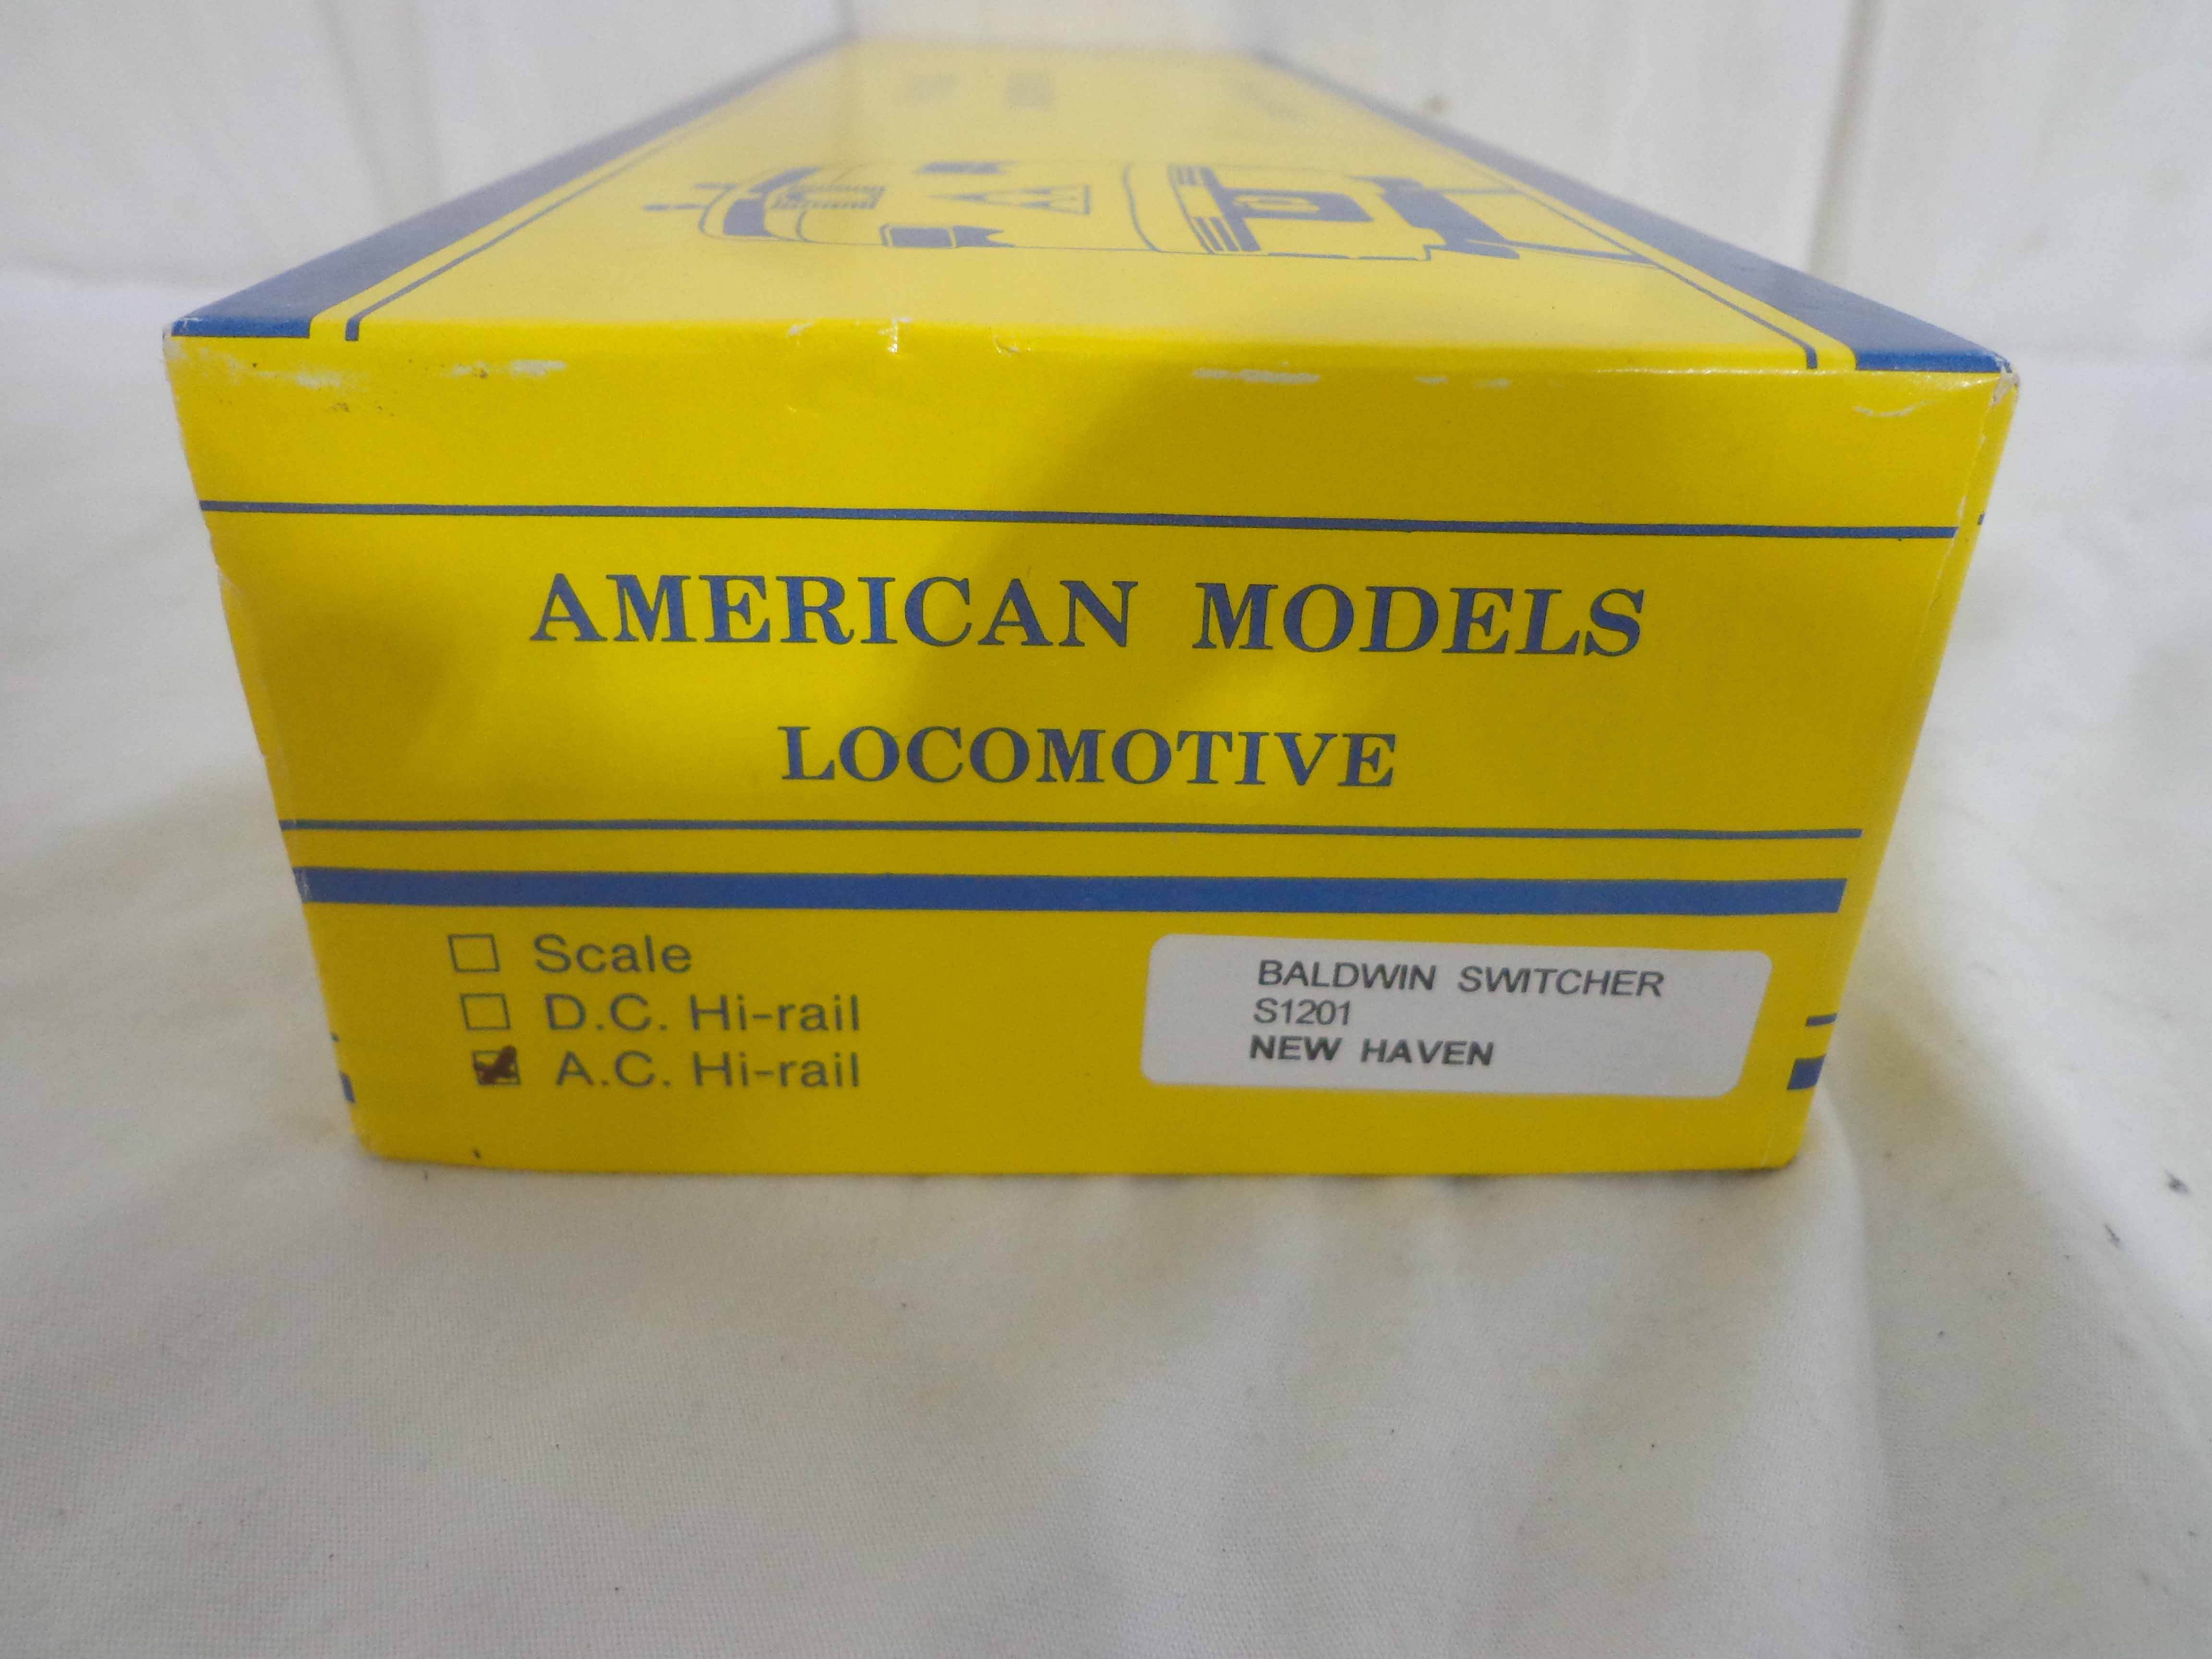 AMERICAN MODELS
LOCOMOTIVE
Scale
D.C. Hi-rail
A.C. Hi-rail
BALDWIN SWITCHER
S1201
NEW HAVEN